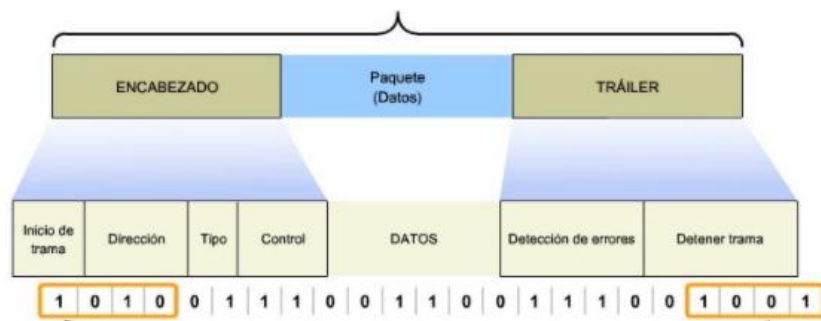 ENCABEZADO
Paquete
(Datos)
TRÁILER
Inicio de
trama
Dirección
Tipo
Control
DATOS
Detección de errores
Detener trama
1 0 1 0 0 1 1 1 0 0 1 1 0 0 1 1 1 0 0 1 0 0 1